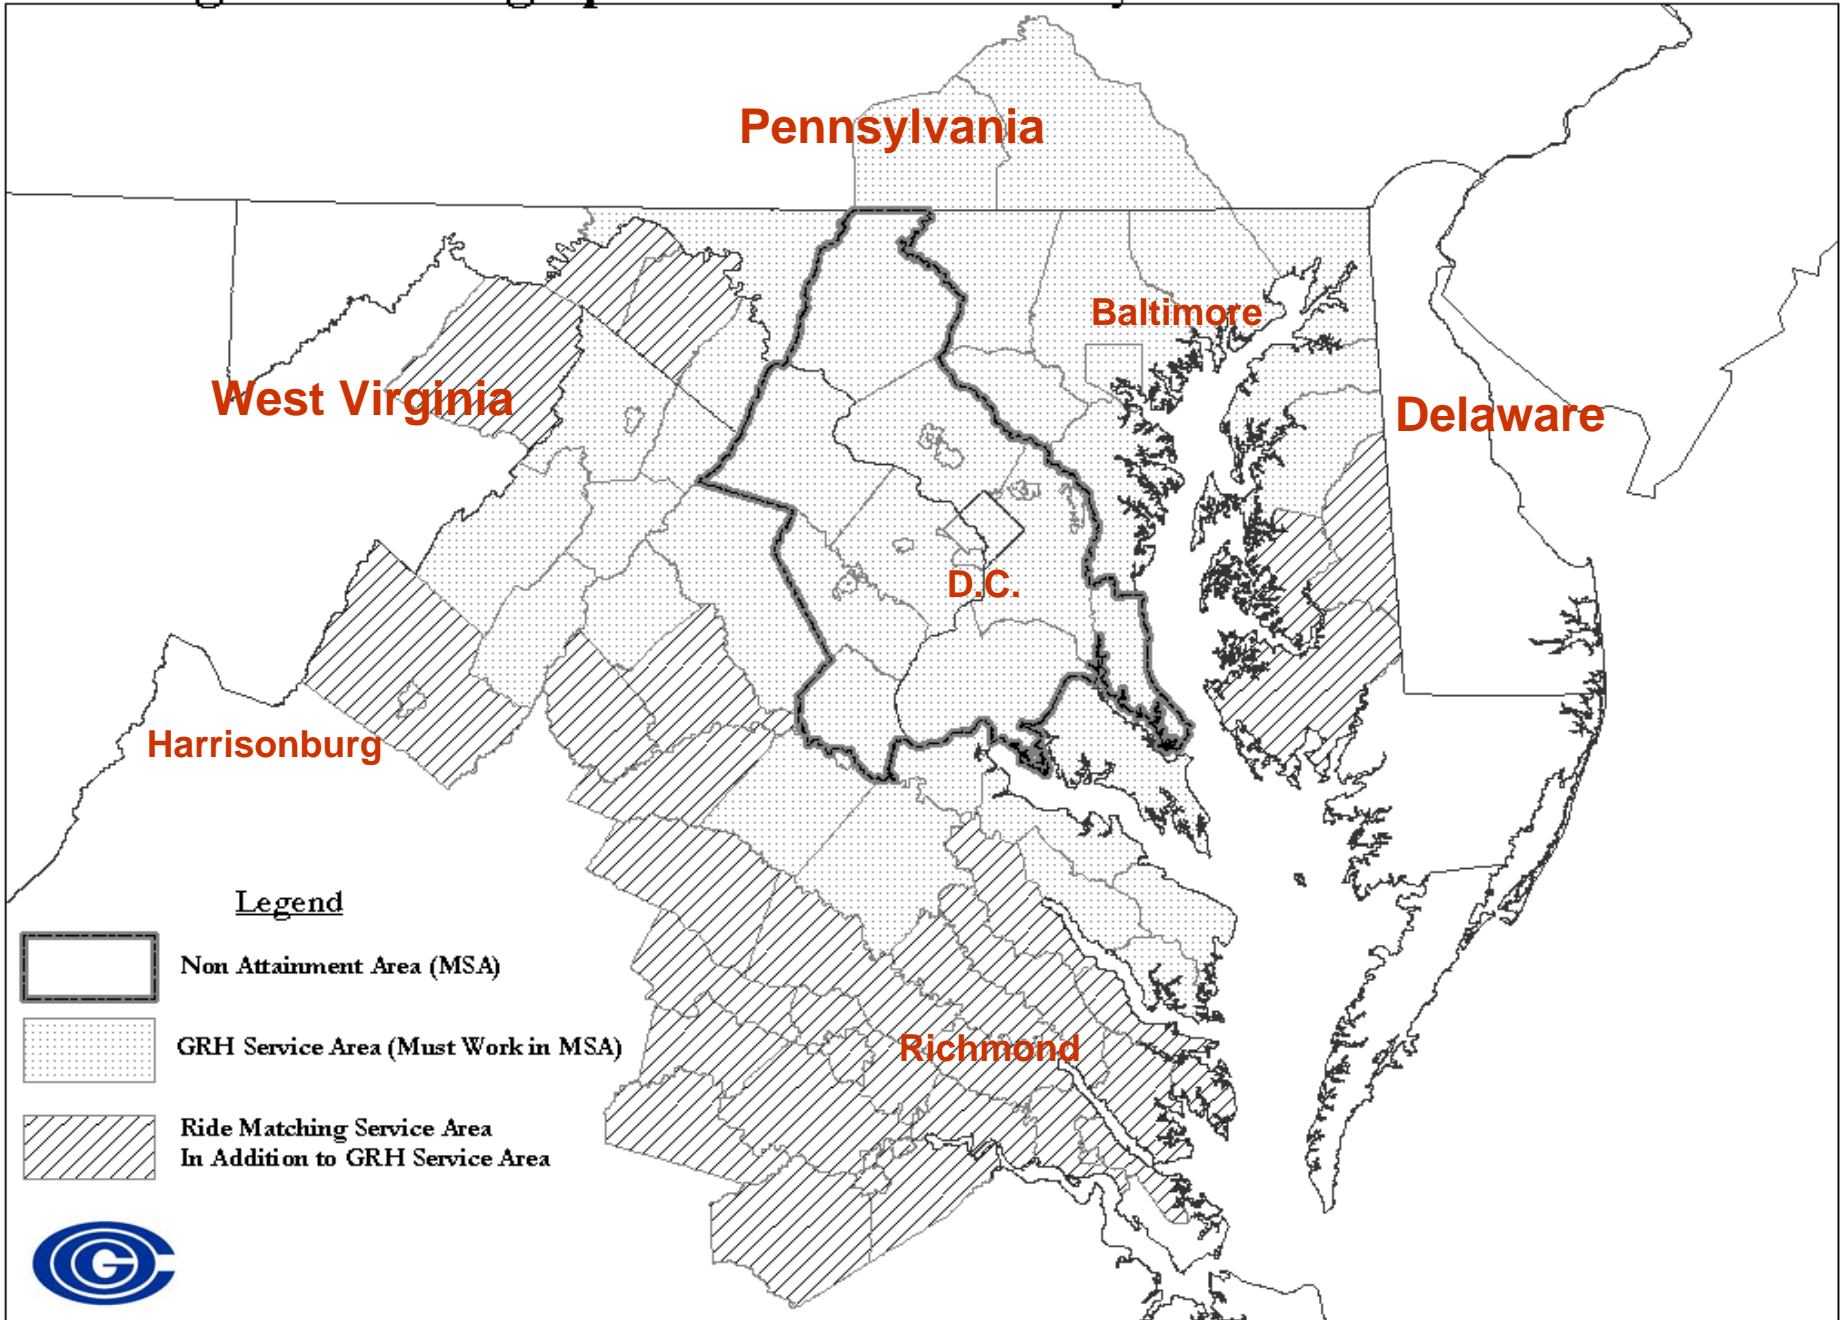 Pennsylvania
Baltimore
West Virginia
Delaware
D.C.
Harrisonburg
Richmond
Legend
Non Attainment Area (MSA)
GRH Service Area (Must Work in MSA)
Ride Matching Service Area
In Addition to GRH Service Area